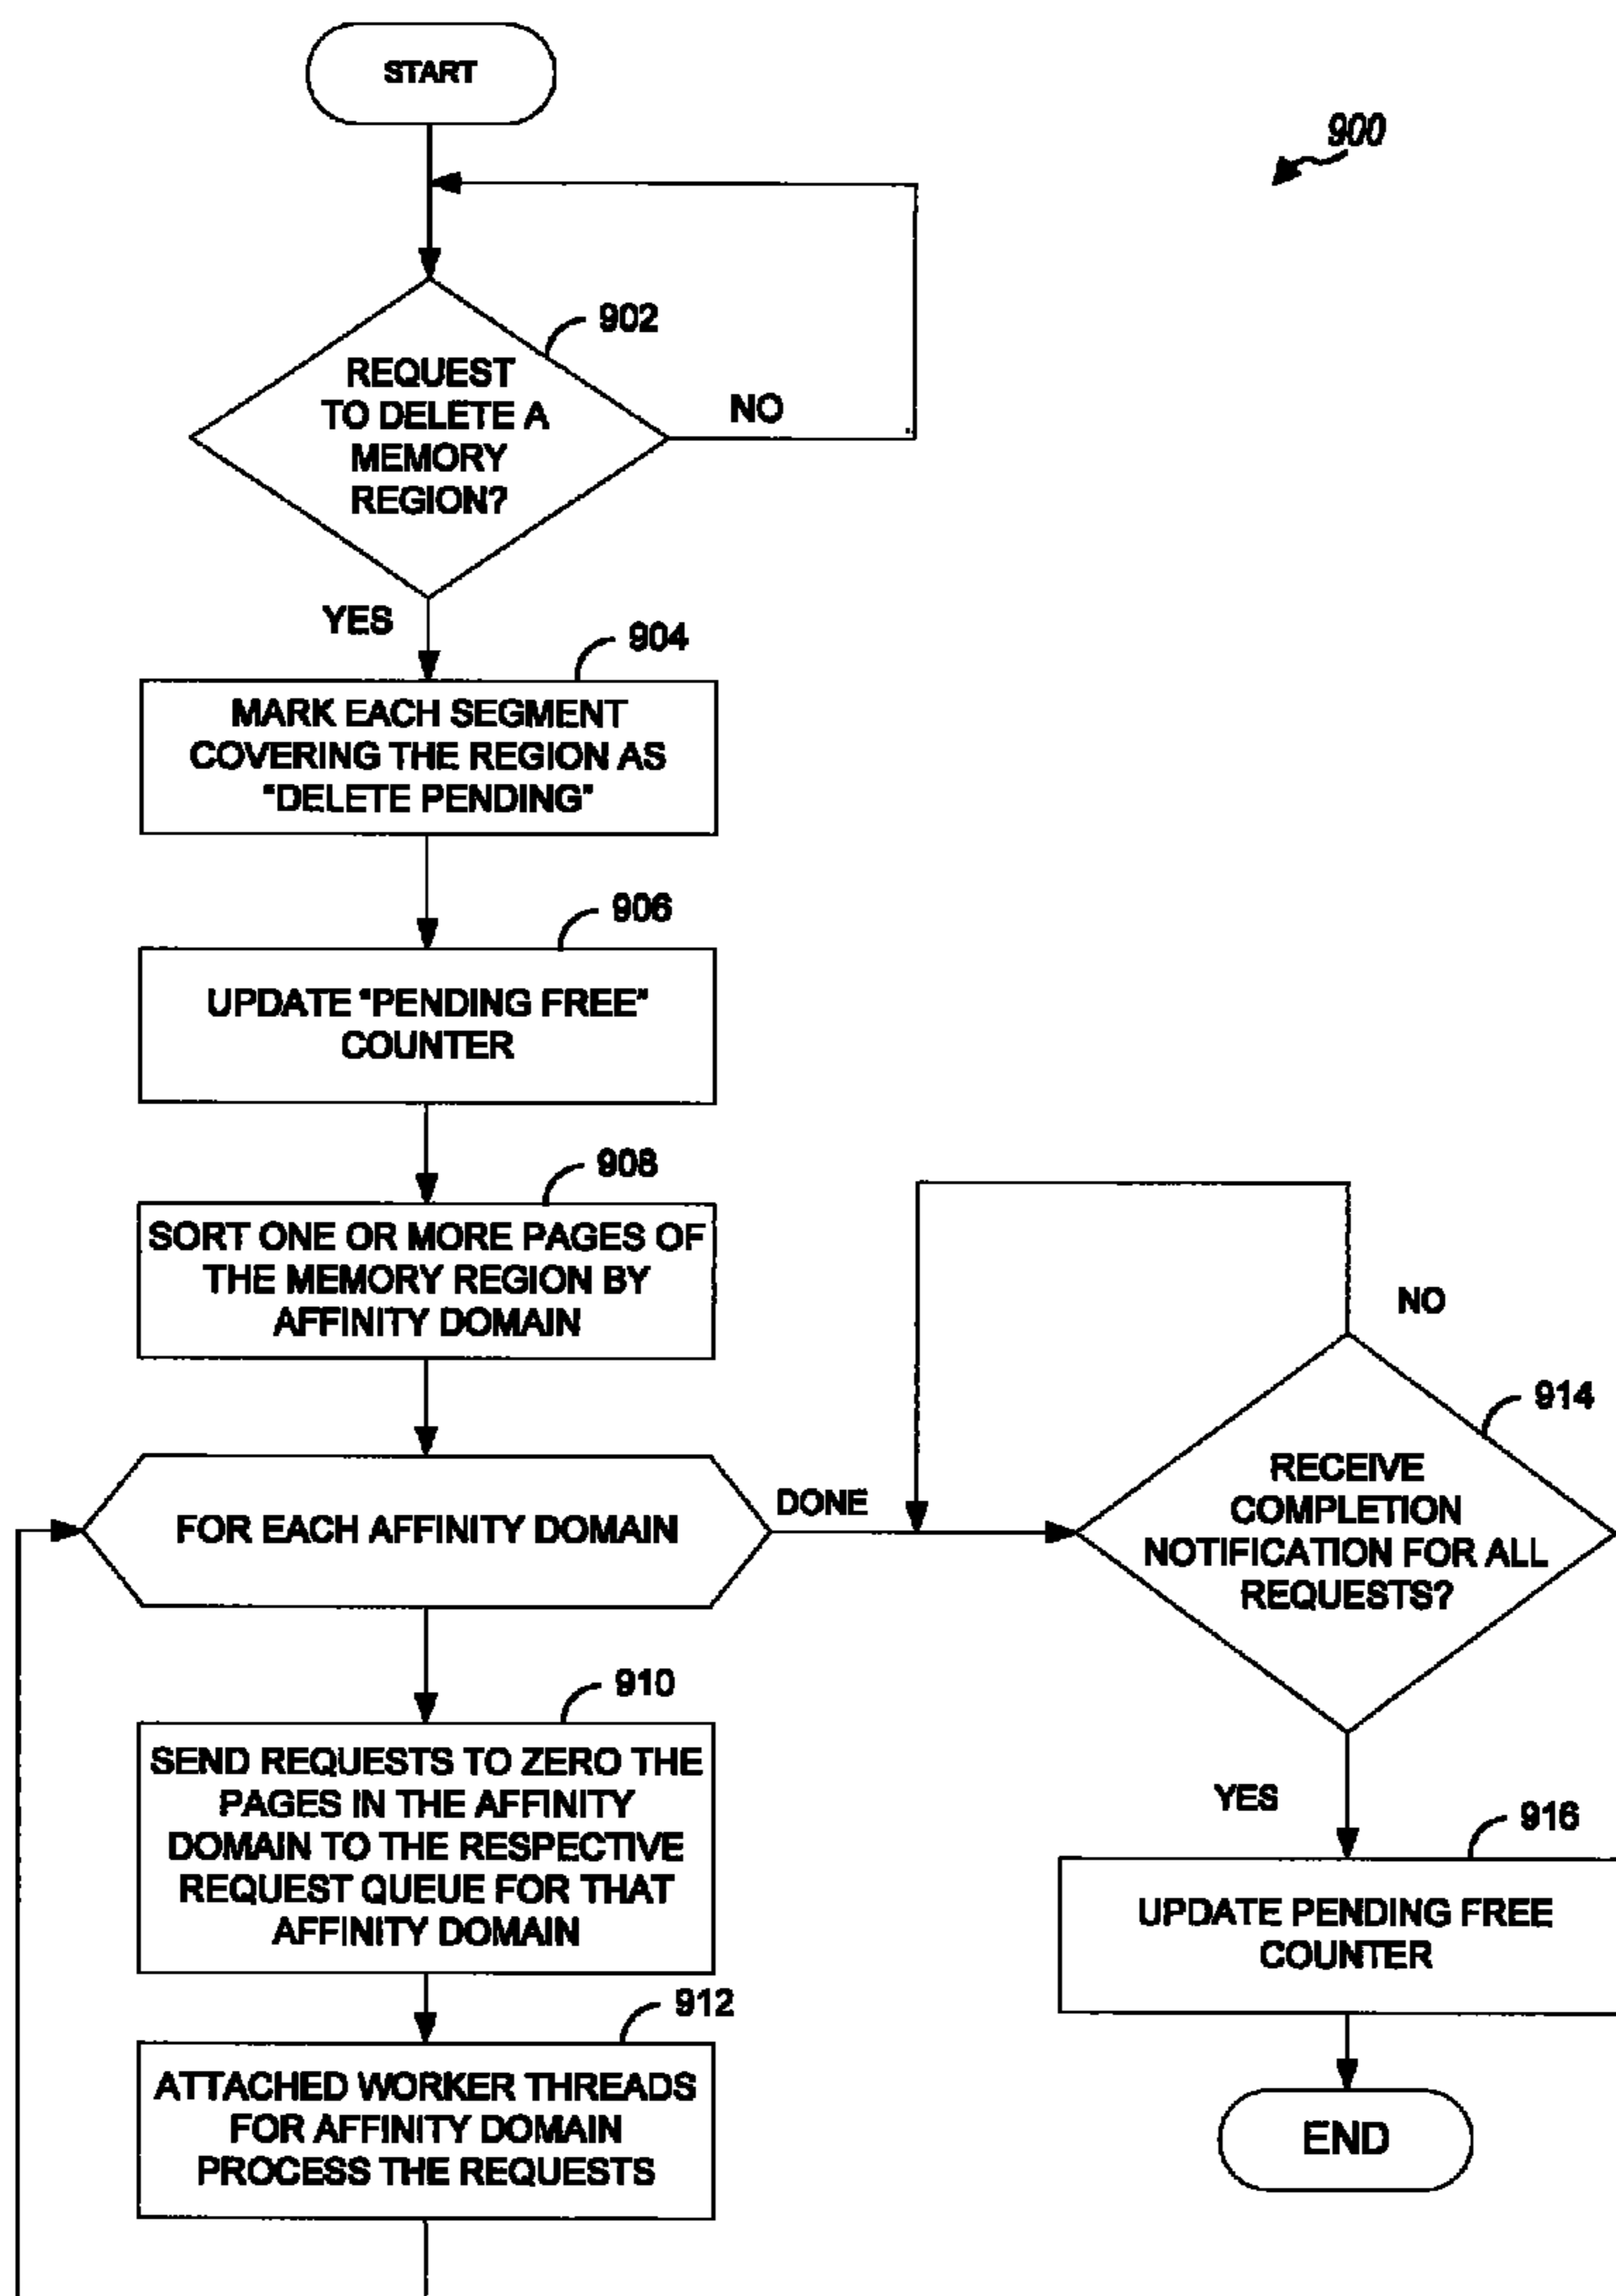 START
900
902
REQUEST
TO DELETE A
MEMORY
REGION?
NO
YES
904
MARK EACH SEGMENT
COVERING THE REGION AS
"DELETE PENDING"
906
UPDATE "PENDING FREE"
COUNTER
908
SORT ONE OR MORE PAGES OF
THE MEMORY REGION BY
AFFINITY DOMAIN
FOR EACH AFFINITY DOMAIN
DONE
910
SEND REQUESTS TO ZERO THE
PAGES IN THE AFFINITY
DOMAIN TO THE RESPECTIVE
REQUEST QUEUE FOR THAT
AFFINITY DOMAIN
912
ATTACHED WORKER THREADS
FOR AFFINITY DOMAIN
PROCESS THE REQUESTS
NO
914
RECEIVE
COMPLETION
NOTIFICATION FOR ALL
REQUESTS?
YES
916
UPDATE PENDING FREE
COUNTER
END